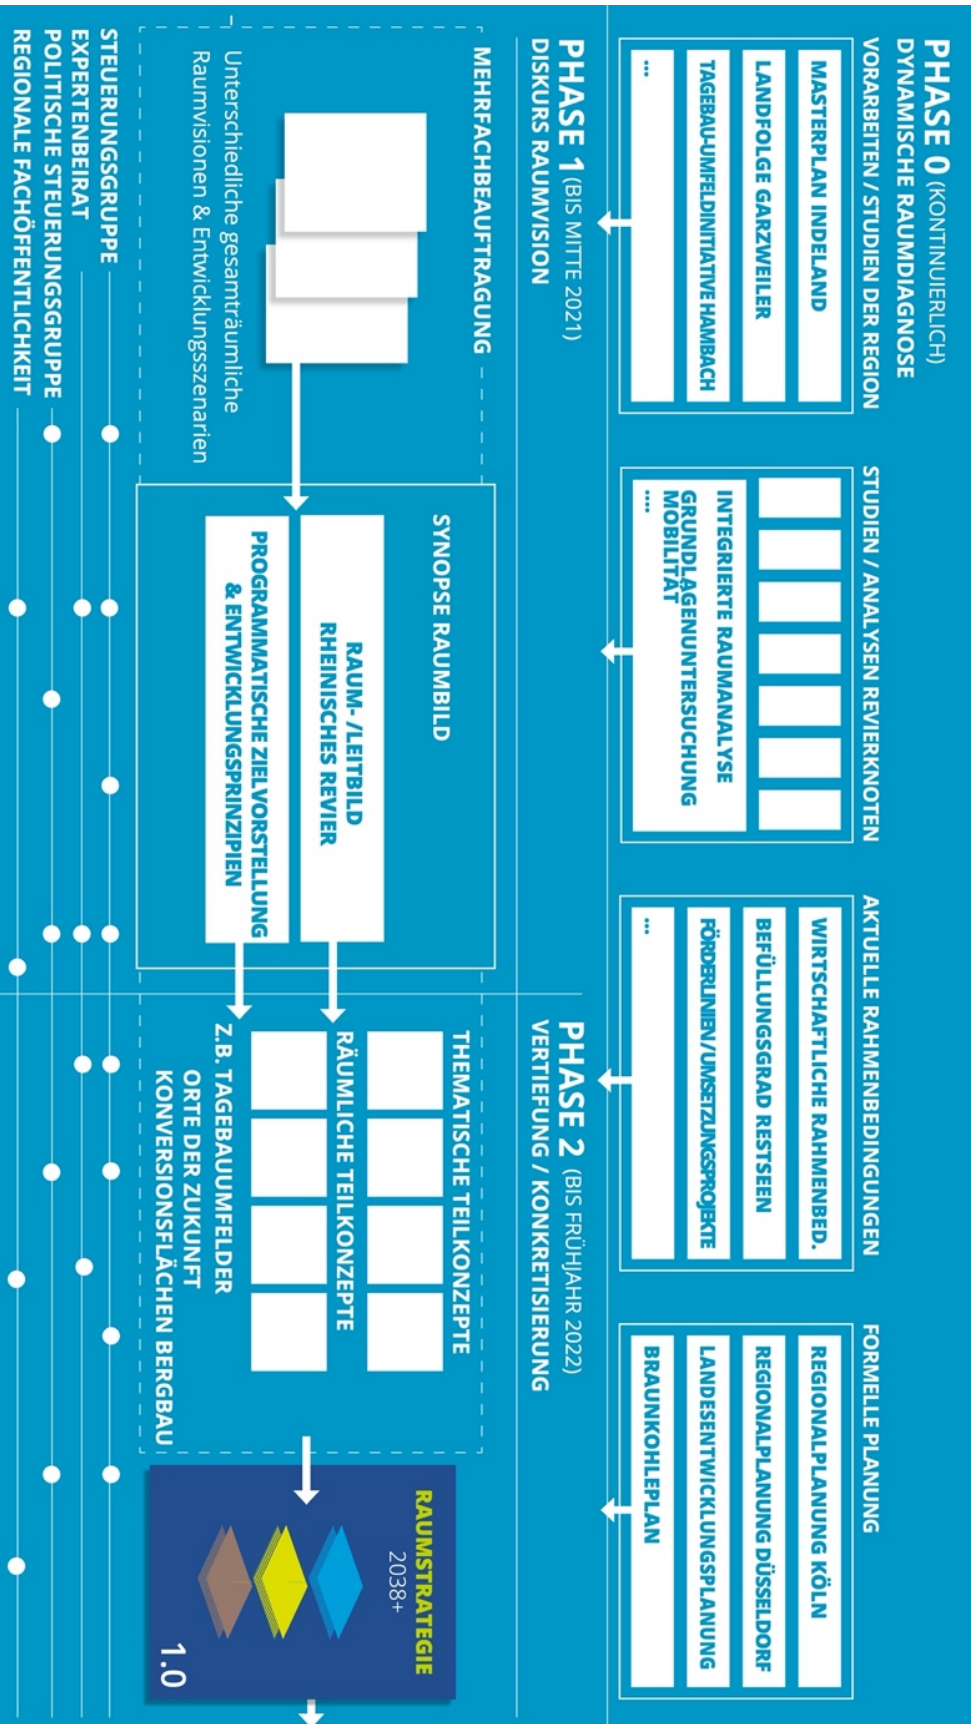 PHASE 0 (KONTINUIERLICH)
DYNAMISCHE RAUMDIAGNOSE
VORARBEITEN / STUDIEN DER REGION
MASTERPLAN INDELAND
LANDFOLGE GARZWEILER
TAGEBAU-UMFELDINITIATIVE HAMBACH
...
STUDIEN / ANALYSEN REVIERKNOTEN
INTEGRIERTE RAUMANALYSE
GRUNDLAGENUNTERSUCHUNG
MOBILITÄT
....
AKTUELLE RAHMENBEDINGUNGEN
WIRTSCHAFTLICHE RAHMENBED.
BEFÜLLUNGSGRAD RESTSEEN
FÖRDERLINIEN/UMSETZUNGSPROJEKTE
...
FORMELLE PLANUNG
REGIONALPLANUNG KÖLN
REGIONALPLANUNG DÜSSELDORF
LANDESENTWICKLUNGSPLANUNG
BRAUNKOHLEPLAN
PHASE 1 (BIS MITTE 2021)
DISKURS RAUMVISION
MEHRFACHBEAUFTRAGUNG
Unterschiedliche gesamträumliche
Raumvisionen & Entwicklungsszenarien
SYNOPSE RAUMBILD
RAUM- /LEITBILD
RHEINISCHES REVIER
PROGRAMMATISCHE ZIELVORSTELLUNG
& ENTWICKLUNGSPRINZIPIEN
PHASE 2 (BIS FRÜHJAHR 2022)
VERTIEFUNG / KONKRETISIERUNG
THEMATISCHE TEILKONZEPTE
RÄUMLICHE TEILKONZEPTE
Z.B. TAGEBAUUMFELDER
ORTE DER ZUKUNFT
KONVERSIONSFLÄCHEN BERGBAU
RAUMSTRATEGIE
2038+
1.0
STEUERUNGSGRUPPE
EXPERTENBEIRAT
POLITISCHE STEUERUNGSGRUPPE
REGIONALE FACHÖFFENTLICHKEIT